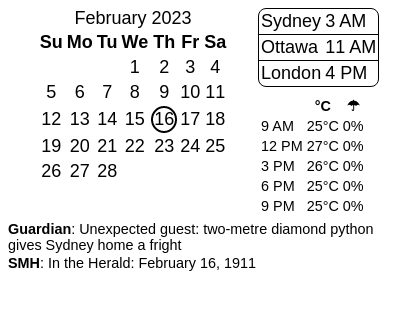 February 2023
Su Mo Tu We Th Fr Sa
1 2 3 4
5 6 7 8 9 10 11
12 13 14 15 16 17 18
19 20 21 22 23 24 25
26 27 28
Sydney 3 AM
Ottawa 11 AM
London 4 PM
°C ☂
9 AM 25°C 0%
12 PM 27°C 0%
3 PM 26°C 0%
6 PM 25°C 0%
9 PM 25°C 0%
Guardian: Unexpected guest: two-metre diamond python
gives Sydney home a fright
SMH: In the Herald: February 16, 1911